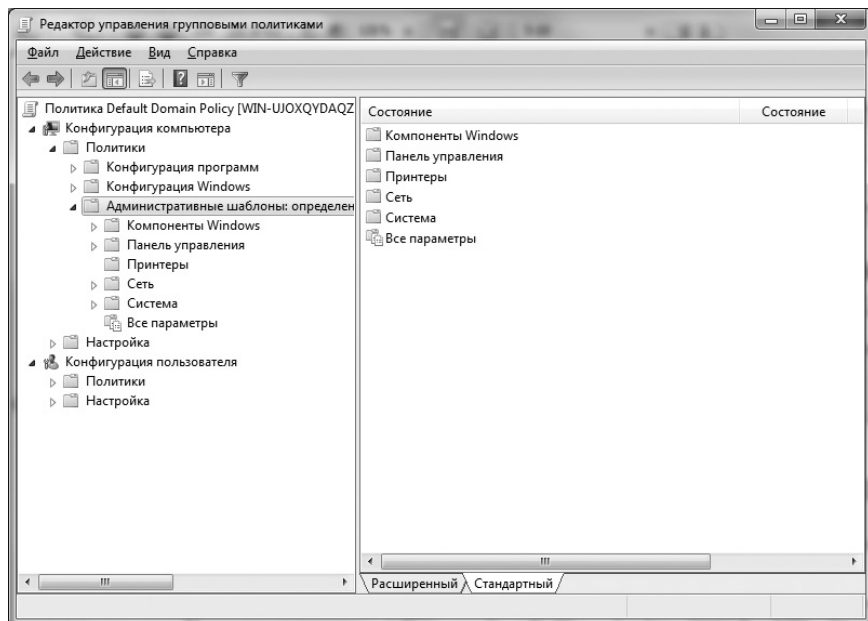 Редактор управления групповыми политиками
Файл Действие Вид Справка
Политика Default Domain Policy [WIN-UJOXQYDAQZ
Конфигурация компьютера
Политики
Конфигурация программ
Конфигурация Windows
Административные шаблоны: определен
Компоненты Windows
Панель управления
Принтеры
Сеть
Система
Все параметры
Настройка
Конфигурация пользователя
Политики
Настройка
Состояние Состояние
Компоненты Windows
Панель управления
Принтеры
Сеть
Система
Все параметры
Расширенный Стандартный